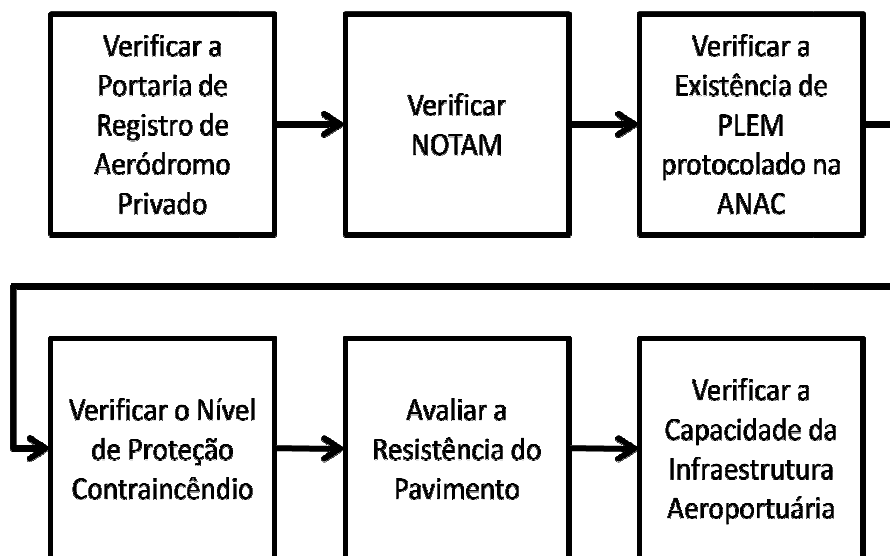 Verificar a
Portaria de
Registro de
Aeródromo
Privado
Verificar
NOTAM
Verificar a
Existência de
PLEM
protocolado na
ANAC
Verificar o Nível
de Proteção
Contraincêndio
Avaliar a
Resistência do
Pavimento
Verificar a
Capacidade da
Infraestrutura
Aeroportuária